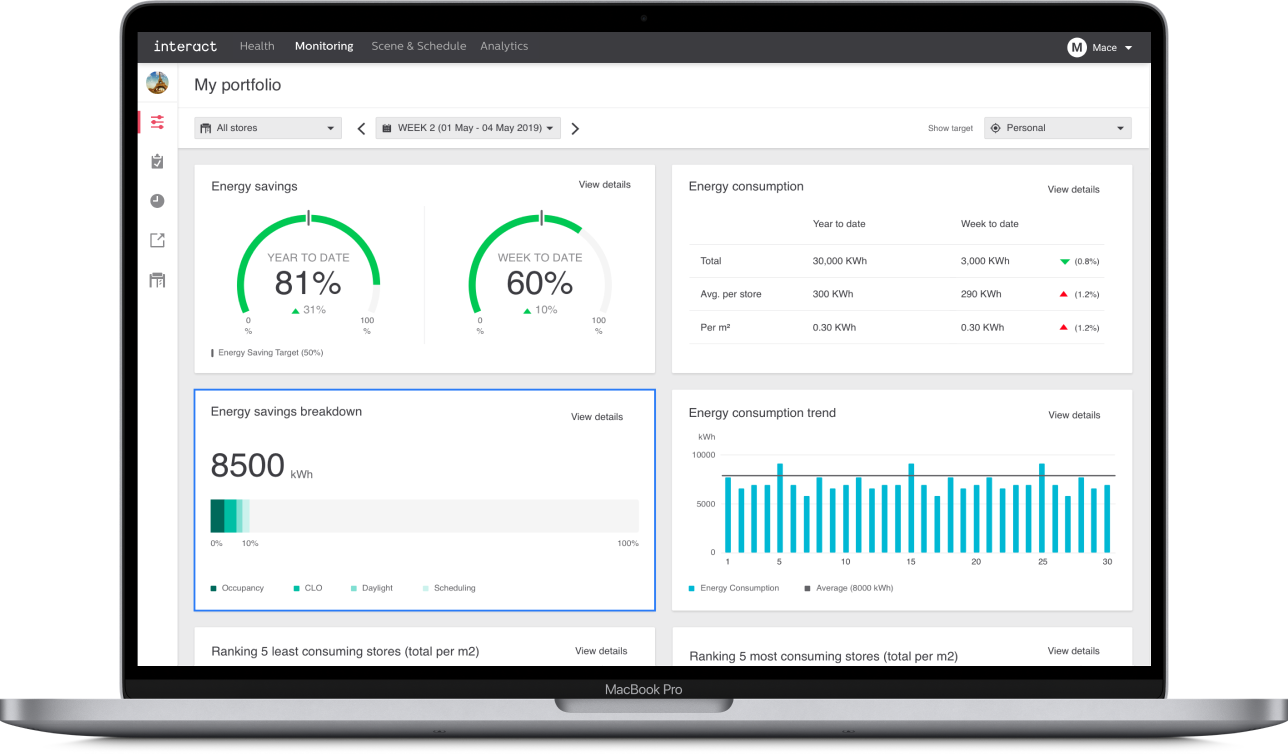 interact Health Monitoring Scene & Schedule Analytics M Mace
My portfolio
All stores WEEK 2 (01 May - 04 May 2019) Show target Personal
Energy savings View details
YEAR TO DATE
81%
31%
0
%
100
%
WEEK TO DATE
60%
10%
0
%
100
%
Energy Saving Target (50%)
Energy consumption View details
Year to date Week to date
Total 30,000 KWh 3,000 KWh (0.8%)
Avg. per store 300 KWh 290 KWh (1.2%)
Per m² 0.30 KWh 0.30 KWh (1.2%)
Energy savings breakdown View details
8500 kWh
0% 10% 100%
Occupancy CLO Daylight Scheduling
Energy consumption trend View details
kWh
10000
5000
0
1 5 10 15 20 25 30
Energy Consumption Average (8000 kWh)
Ranking 5 least consuming stores (total per m2) View details
Ranking 5 most consuming stores (total per m2) View details
MacBook Pro